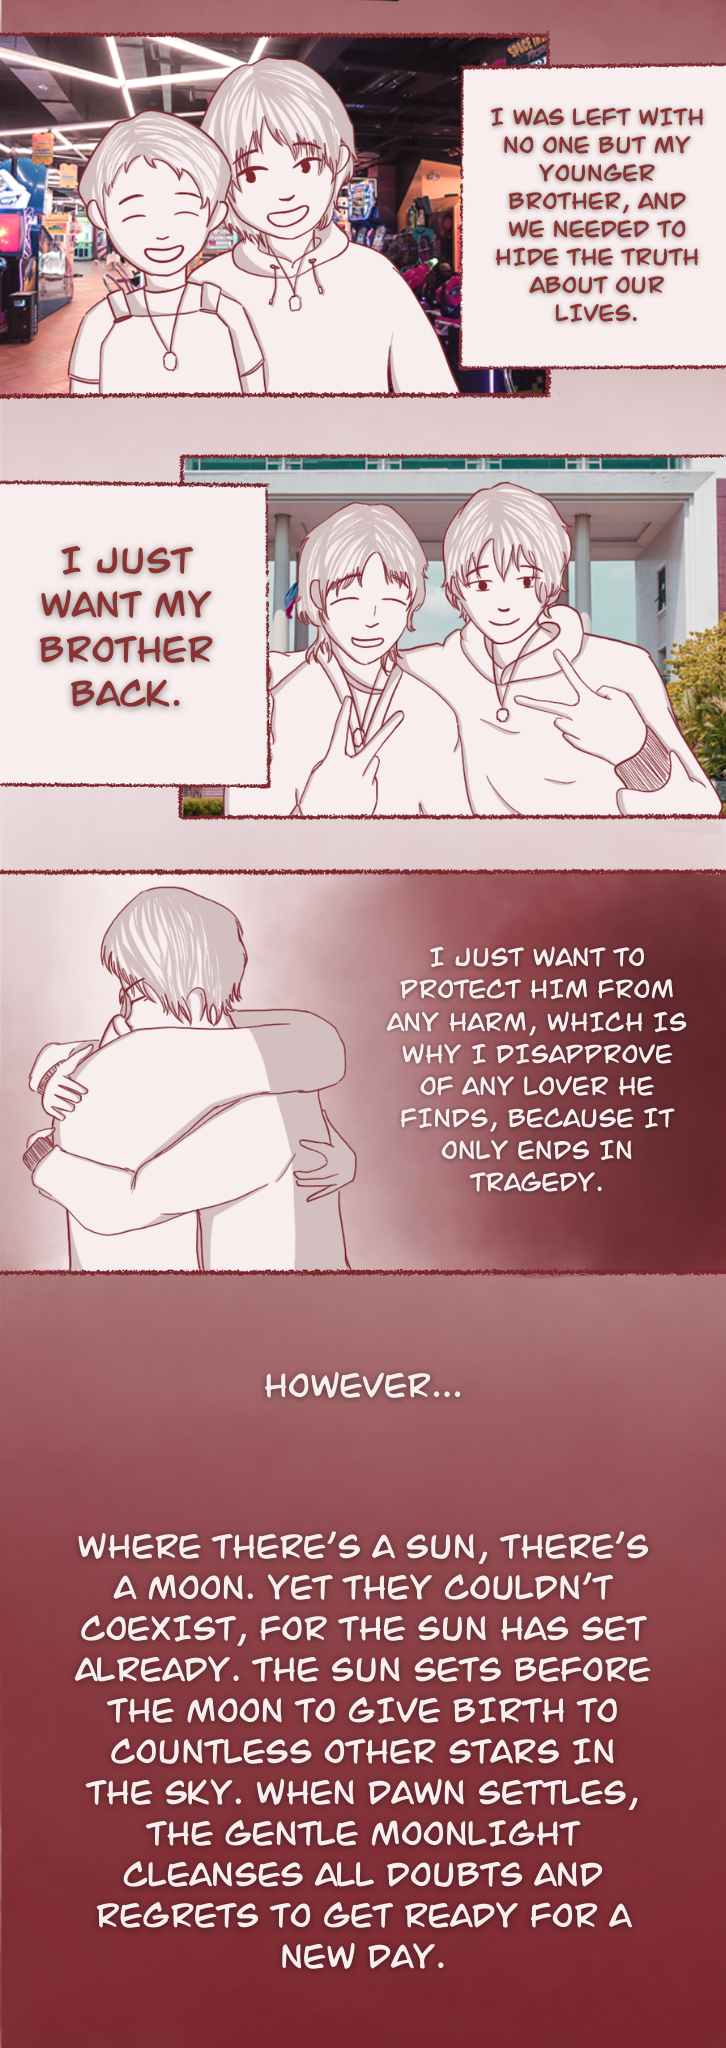 SPACE IN
I WAS LEFT WITH
NO ONE BUT MY
YOUNGER
BROTHER, AND
WE NEEDED TO
HIDE THE TRUTH
ABOUT OUR
LIVES.
I JUST
WANT MY
BROTHER
BACK.
I JUST WANT TO
PROTECT HIM FROM
ANY HARM, WHICH IS
WHY I DISAPPROVE
OF ANY LOVER HE
FINDS, BECAUSE IT
ONLY ENDS IN
TRAGEDY.
HOWEVER...
WHERE THERE'S A SUN, THERE'S
A MOON. YET THEY COULDN'T
COEXIST, FOR THE SUN HAS SET
ALREADY. THE SUN SETS BEFORE
THE MOON TO GIVE BIRTH TO
COUNTLESS OTHER STARS IN
THE SKY. WHEN DAWN SETTLES,
THE GENTLE MOONLIGHT
CLEANSES ALL DOUBTS AND
REGRETS TO GET READY FOR A
NEW DAY.